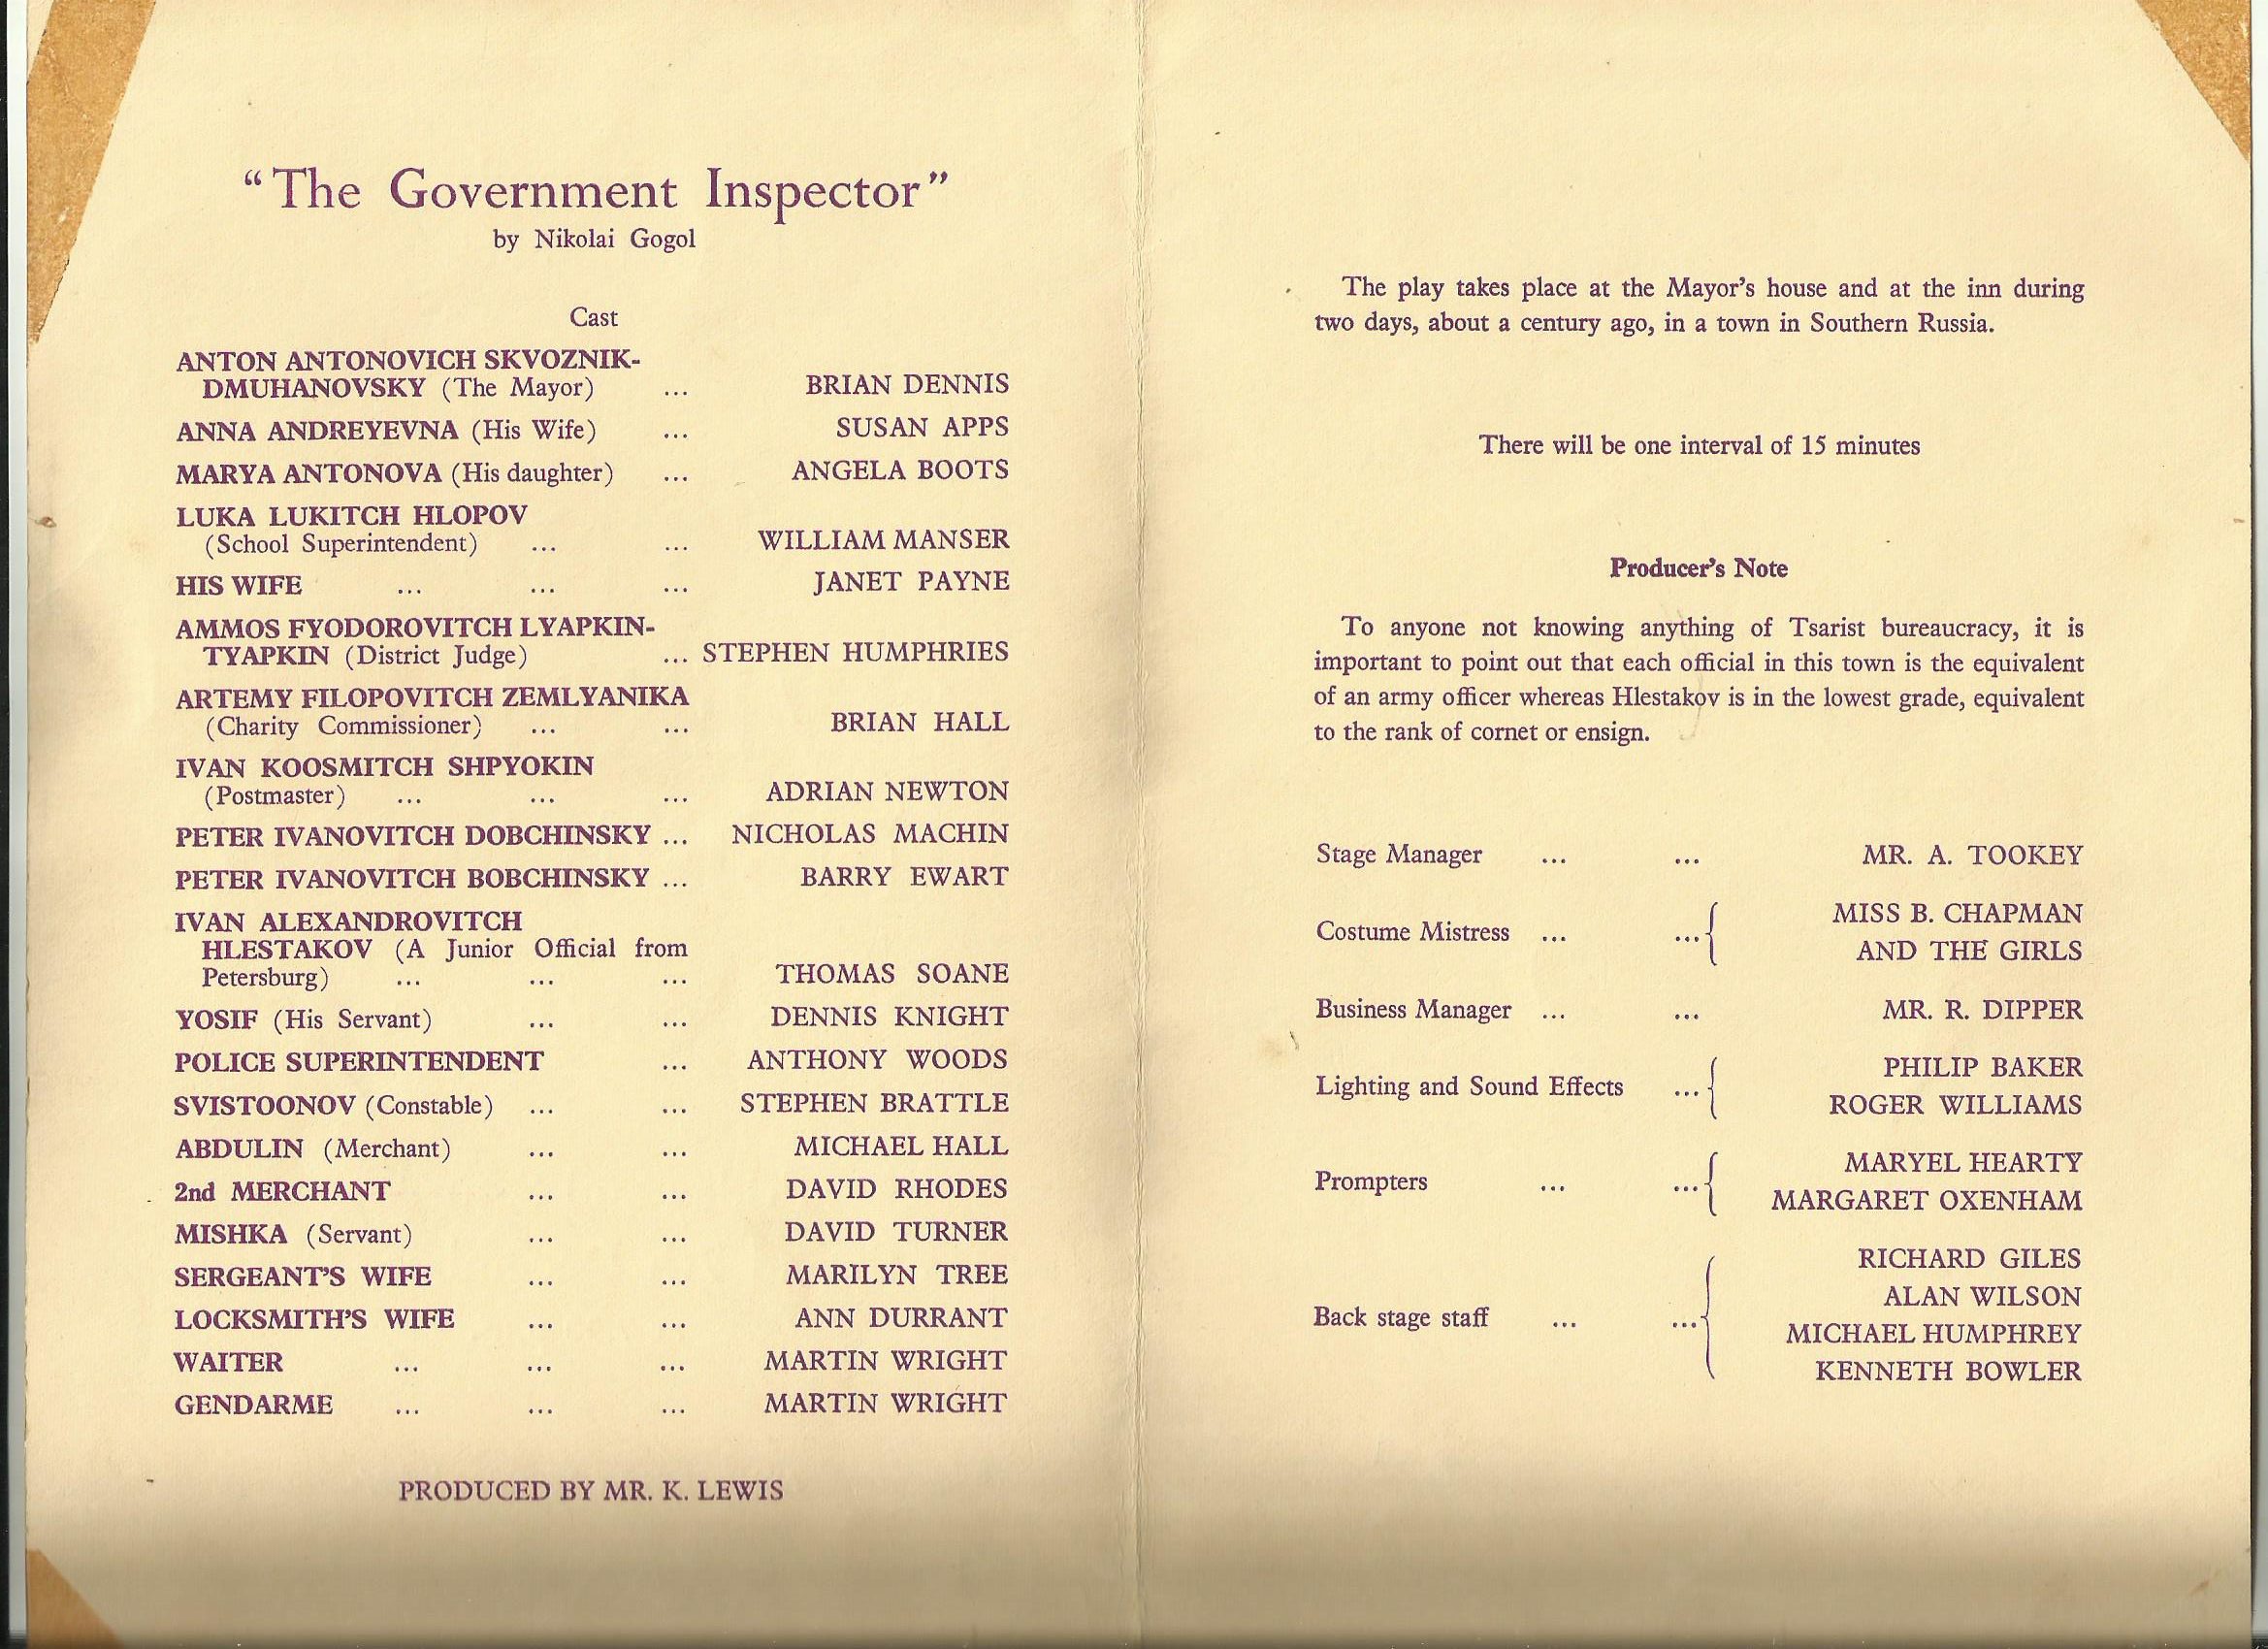 “The Government Inspector”
by Nikolai Gogol
Cast
ANTON ANTONOVICH SKVOZNIK-
DMUHANOVSKY (The Mayor) ... BRIAN DENNIS
ANNA ANDREYEVNA (His Wife) ... SUSAN APPS
MARYA ANTONOVA (His daughter) ... ANGELA BOOTS
LUKA LUKITCH HLOPOV
(School Superintendent) ... ... WILLIAM MANSER
HIS WIFE ... ... ... JANET PAYNE
AMMOS FYODOROVITCH LYAPKIN-
TYAPKIN (District Judge) ... STEPHEN HUMPHRIES
ARTEMY FILOPOVITCH ZEMLYANIKA
(Charity Commissioner) ... ... BRIAN HALL
IVAN KOOSMITCH SHPYOKIN
(Postmaster) ... ... ... ADRIAN NEWTON
PETER IVANOVITCH DOBCHINSKY ... NICHOLAS MACHIN
PETER IVANOVITCH BOBCHINSKY ... BARRY EWART
IVAN ALEXANDROVITCH
HLESTAKOV (A Junior Official from
Petersburg) ... ... ... THOMAS SOANE
YOSIF (His Servant) ... ... DENNIS KNIGHT
POLICE SUPERINTENDENT ... ANTHONY WOODS
SVISTOONOV (Constable) ... ... STEPHEN BRATTLE
ABDULIN (Merchant) ... ... MICHAEL HALL
2nd MERCHANT ... ... DAVID RHODES
MISHKA (Servant) ... ... DAVID TURNER
SERGEANT’S WIFE ... ... MARILYN TREE
LOCKSMITH’S WIFE ... ... ANN DURRANT
WAITER ... ... ... MARTIN WRIGHT
GENDARME ... ... ... MARTIN WRIGHT
PRODUCED BY MR. K. LEWIS
The play takes place at the Mayor’s house and at the inn during
two days, about a century ago, in a town in Southern Russia.
There will be one interval of 15 minutes
Producer’s Note
To anyone not knowing anything of Tsarist bureaucracy, it is
important to point out that each official in this town is the equivalent
of an army officer whereas Hlestakov is in the lowest grade, equivalent
to the rank of cornet or ensign.
Stage Manager ... ... MR. A. TOOKEY
Costume Mistress ... ... MISS B. CHAPMAN
AND THE GIRLS
Business Manager ... ... MR. R. DIPPER
Lighting and Sound Effects ... PHILIP BAKER
ROGER WILLIAMS
Prompters ... ... MARYEL HEARTY
MARGARET OXENHAM
Back stage staff ... ... RICHARD GILES
ALAN WILSON
MICHAEL HUMPHREY
KENNETH BOWLER